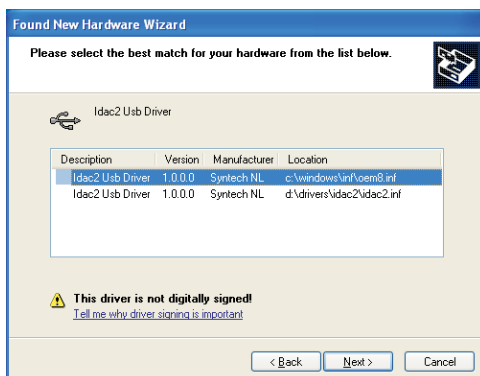 Found New Hardware Wizard
Please select the best match for your hardware from the list below.
Idac2 Usb Driver
Description Version Manufacturer Location
Idac2 Usb Driver 1.0.0.0 Syntech NL c:\windows\inf\oem8.inf
Idac2 Usb Driver 1.0.0.0 Syntech NL d:\drivers\idac2\idac2.inf
This driver is not digitally signed!
Tell me why driver signing is important
< Back Next > Cancel